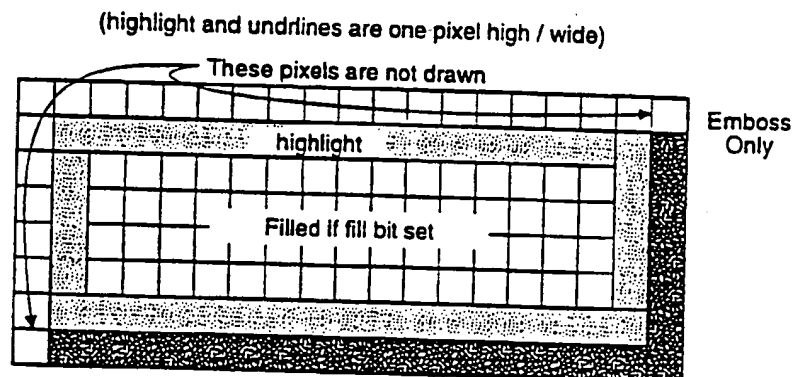 (highlight and undrlines are one pixel high / wide)
These pixels are not drawn
Emboss
Only
highlight
Filled if fill bit set